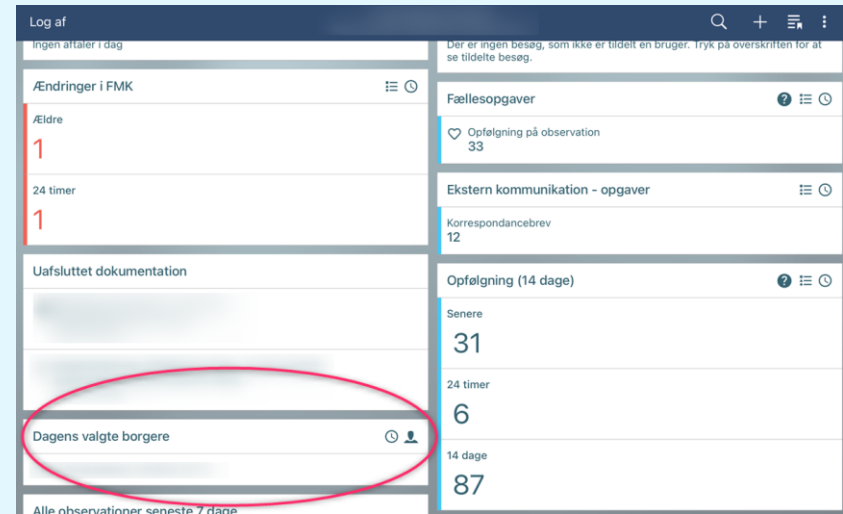 Log af
Ingen aftaler i dag
Ændringer i FMK
Ældre
1
24 timer
1
Uafsluttet dokumentation
Dagens valgte borgere
Alle observationer seneste 7 dage
Der er ingen besøg, som ikke er tildelt en bruger. Tryk på overskriften for at
se tildelte besøg.
Fællesopgaver
?
Opfølgning på observation
33
Ekstern kommunikation - opgaver
Korrespondancebrev
12
Opfølgning (14 dage)
?
Senere
31
24 timer
6
14 dage
87